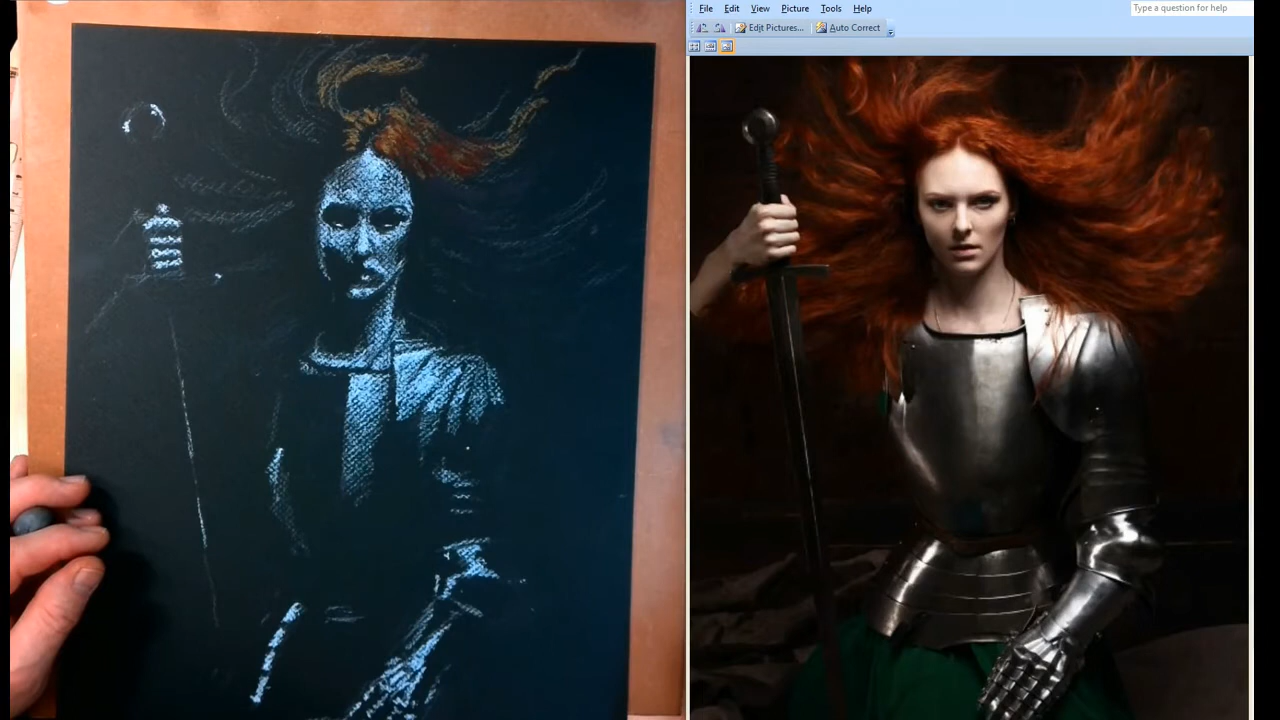 File Edit View Picture Tools Help
Type a question for help
Edit Pictures... Auto Correct